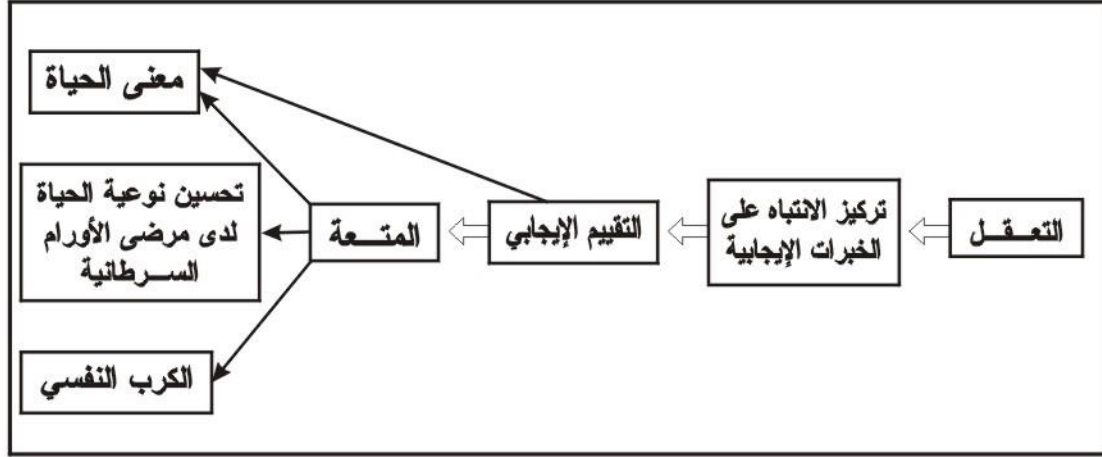 التعـقـل
تركيز الانتباه على
الخبرات الإيجابية
التقييم الإيجابي
المتـعة
معنى الحياة
تحسين نوعية الحياة
لدى مرضى الأورام
السـرطانية
الكرب النفسي